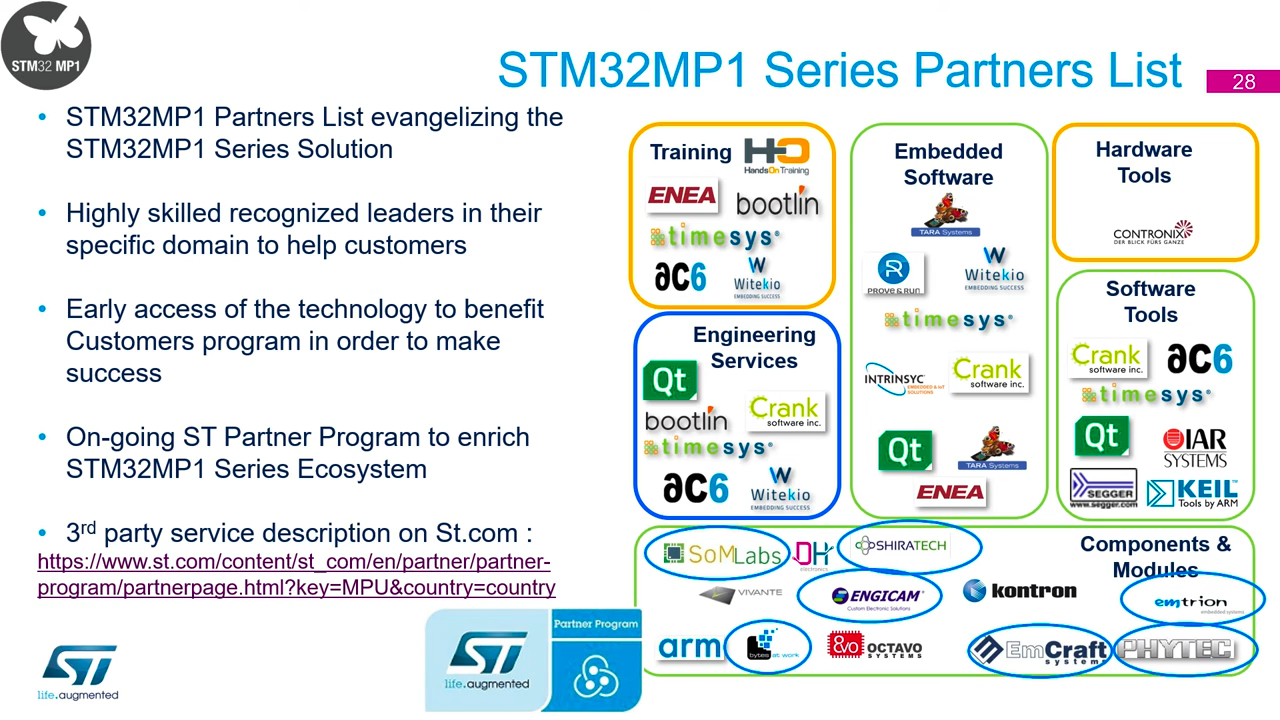 STM32 MP1
STM32MP1 Series Partners List
28
• STM32MP1 Partners List evangelizing the
STM32MP1 Series Solution
• Highly skilled recognized leaders in their
specific domain to help customers
• Early access of the technology to benefit
Customers program in order to make
success
• On-going ST Partner Program to enrich
STM32MP1 Series Ecosystem
• 3rd party service description on St.com :
https://www.st.com/content/st_com/en/partner/partner-
program/partnerpage.html?key=MPU&country=country
ST
life.augmented
ST
life.augmented
Partner Program
Training
HandsOn Training
ENEA
bootlin
timesys®
ac6
Witekio
EMBEDDING SUCCESS
Engineering
Services
Qt
bootlin
Crank
software inc.
timesys®
ac6
Witekio
EMBEDDING SUCCESS
Embedded
Software
TARA Systems
PROVE & RUN
Witekio
EMBEDDING SUCCESS
timesys®
INTRINSYC
EMBEDDED & IoT
SOLUTIONS
Crank
software inc.
Qt
TARA Systems
ENEA
Hardware
Tools
CONTRONIX
DER BLICK FÜRS GANZE
Software
Tools
Crank
software inc.
ac6
timesys®
Qt
IAR
SYSTEMS
SEGGER
www.segger.com
KEIL™
Tools by ARM
Components &
Modules
SoMLabs
DH
electronics
SHIRATECH
VIVANTE
ENGICAM
Custom Electronic Solutions
kontron
emtrion
embedded systems
arm
bytes at work
OCTAVO
SYSTEMS
EmCraft
systems
PHYTEC